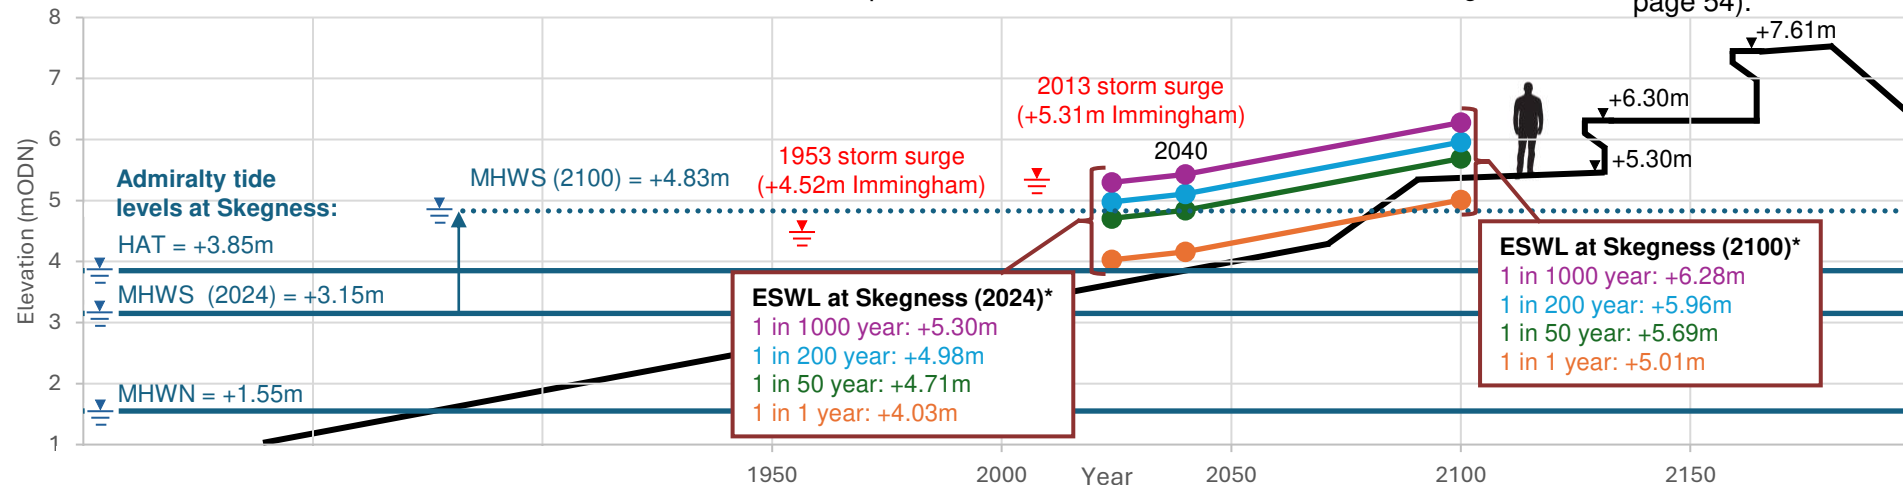 page 54).
8
7
6
5
4
3
2
1
Elevation (mODN)
Admiralty tide
levels at Skegness:
HAT = +3.85m
MHWS (2024) = +3.15m
MHWN = +1.55m
MHWS (2100) = +4.83m
1953 storm surge
(+4.52m Immingham)
2013 storm surge
(+5.31m Immingham)
2040
ESWL at Skegness (2024)*
1 in 1000 year: +5.30m
1 in 200 year: +4.98m
1 in 50 year: +4.71m
1 in 1 year: +4.03m
ESWL at Skegness (2100)*
1 in 1000 year: +6.28m
1 in 200 year: +5.96m
1 in 50 year: +5.69m
1 in 1 year: +5.01m
+7.61m
+6.30m
+5.30m
1950
2000
Year
2050
2100
2150